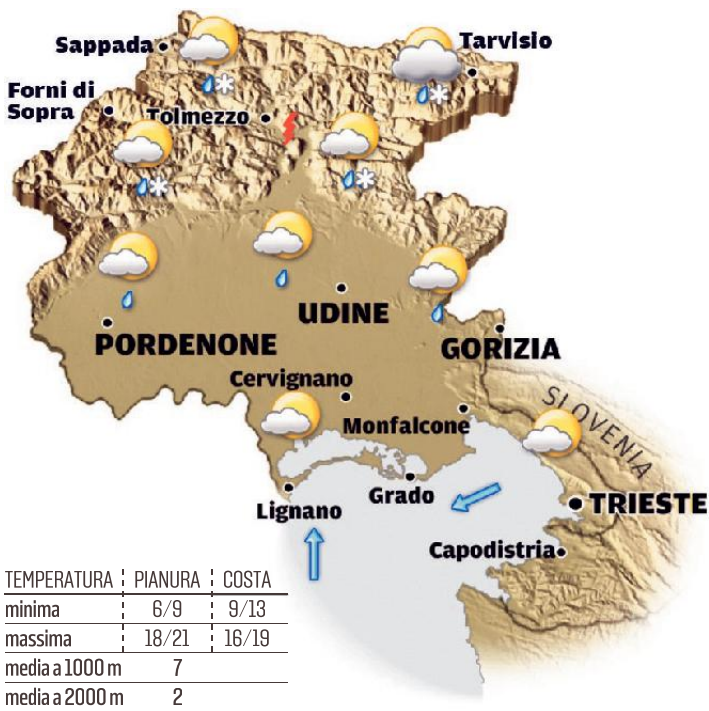 Sappada
Tarvisio
Forni di
Sopra
Tolmezzo
UDINE
PORDENONE
GORIZIA
Cervignano
SLOVENIA
Monfalcone
Grado
Lignano
TRIESTE
Capodistria
TEMPERATURA PIANURA COSTA
minima 6/9 9/13
massima 18/21 16/19
media a 1000 m 7
media a 2000 m 2